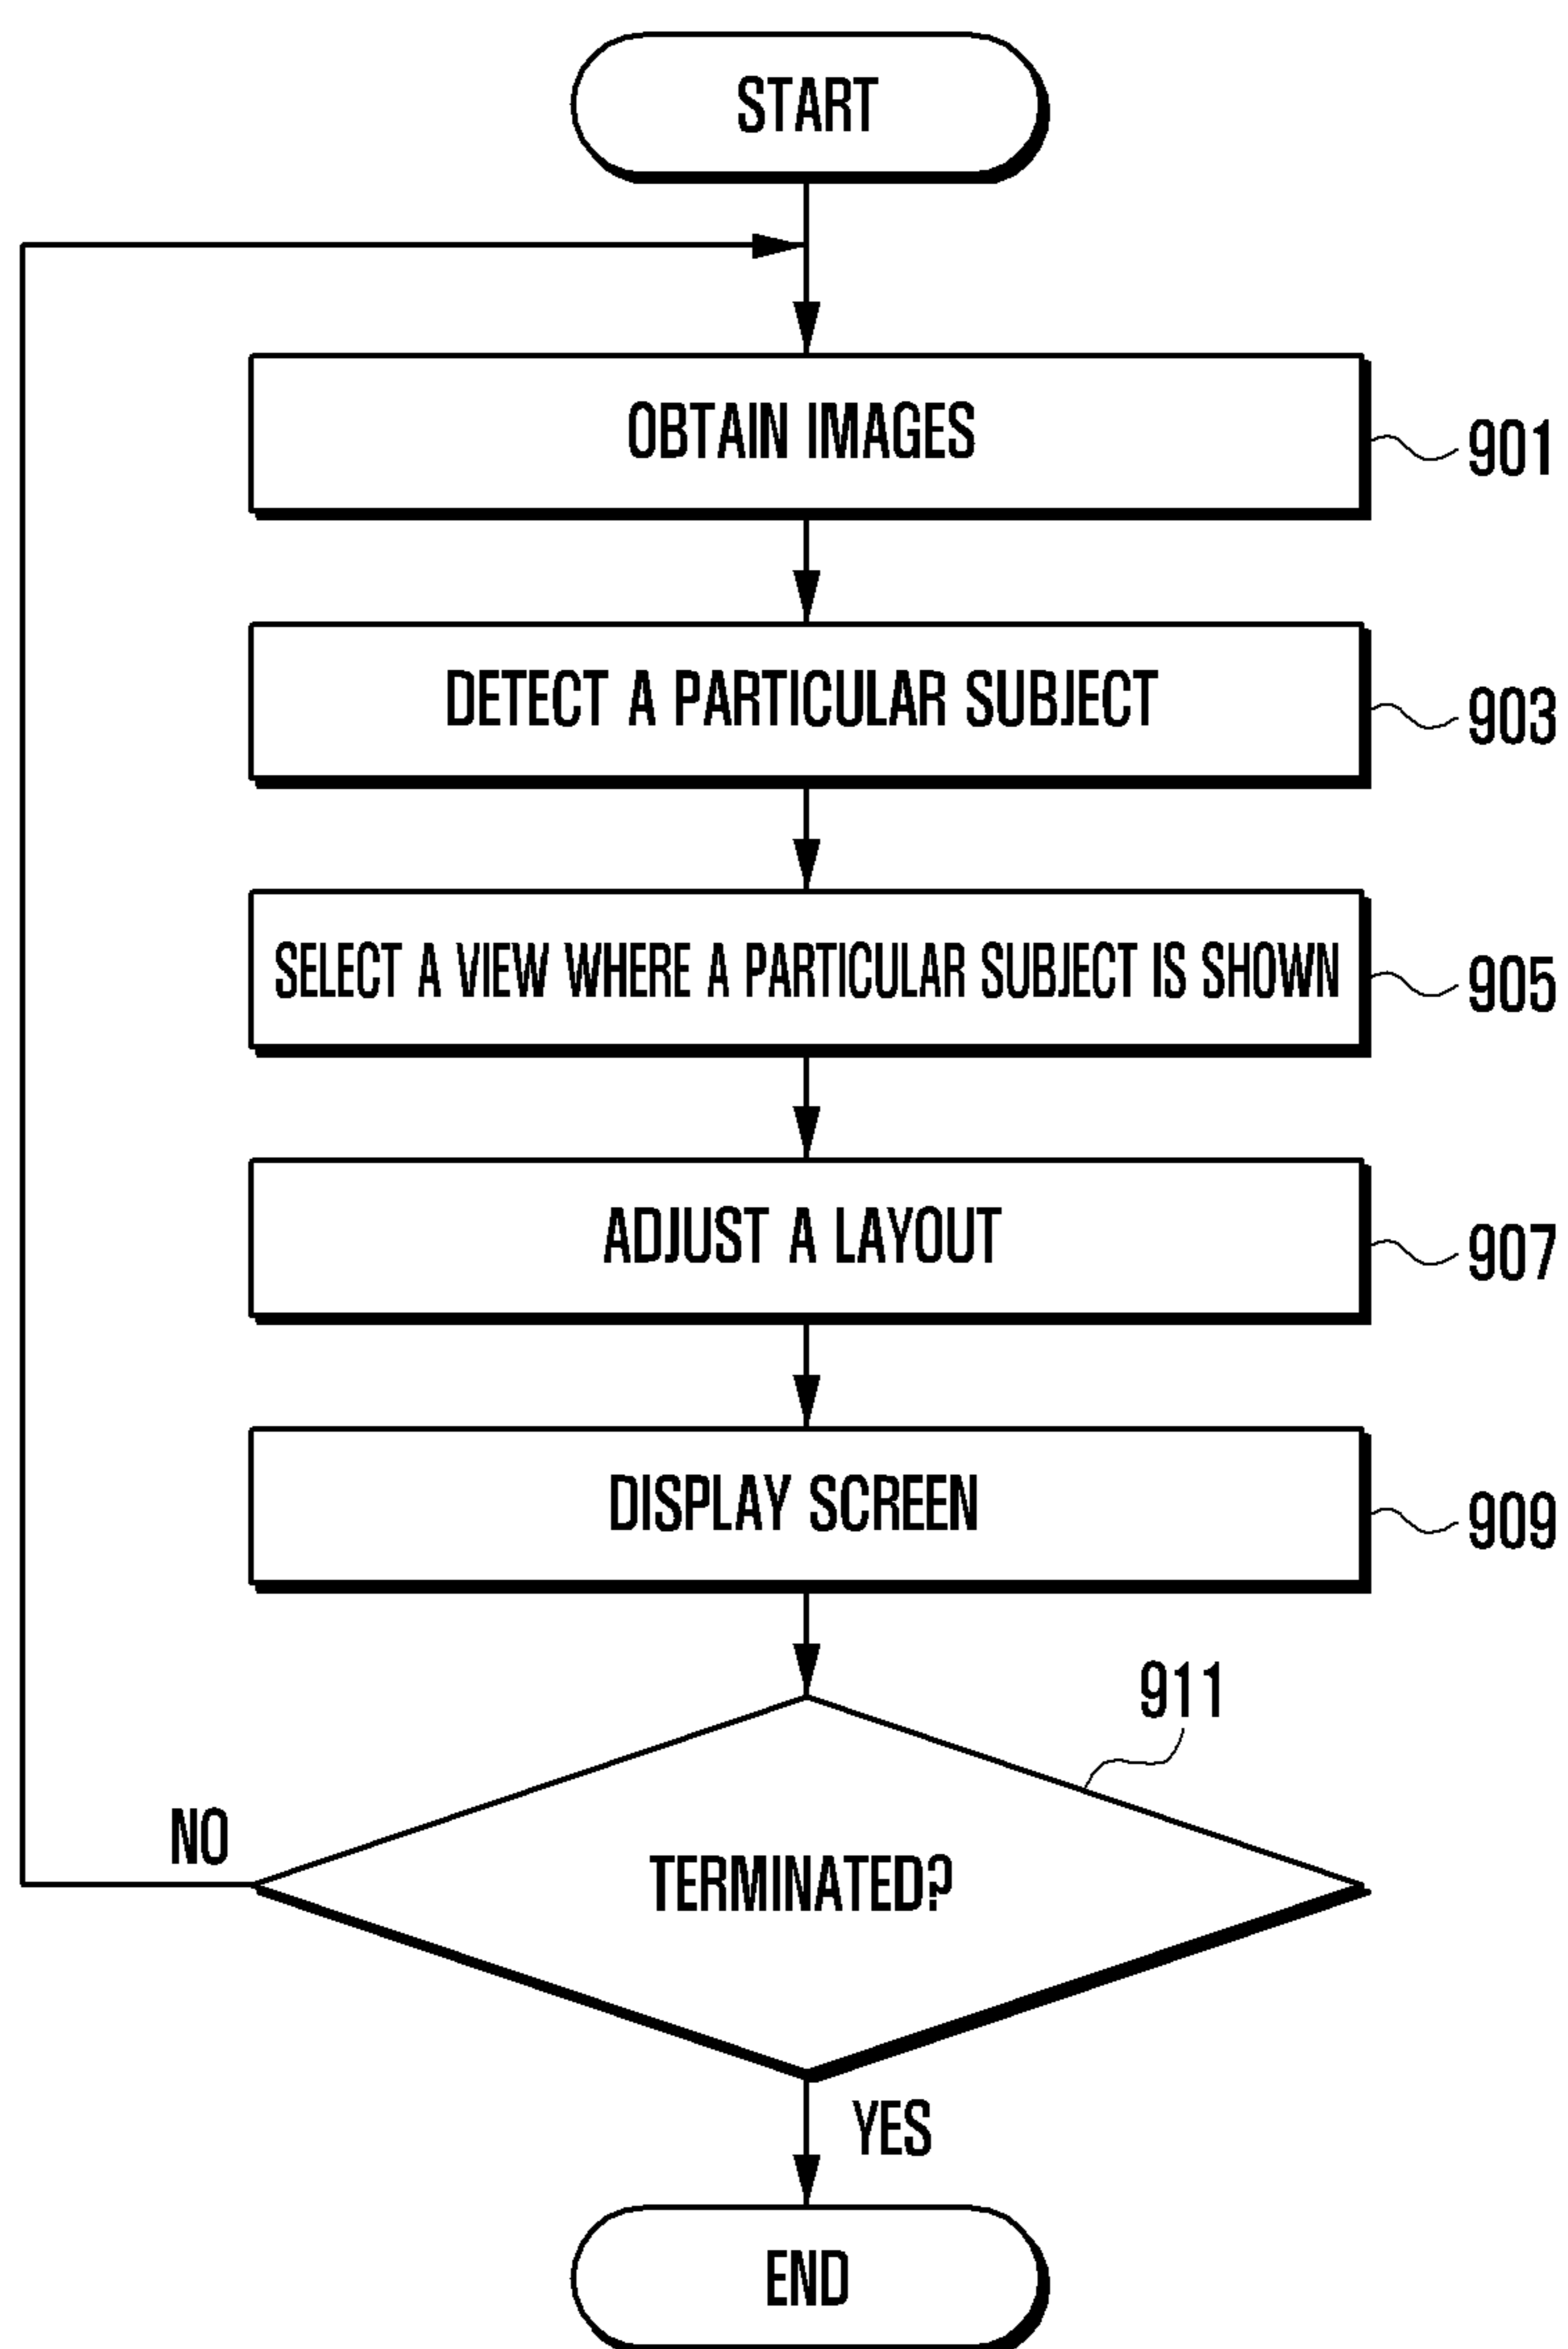 START
OBTAIN IMAGES
901
DETECT A PARTICULAR SUBJECT
903
SELECT A VIEW WHERE A PARTICULAR SUBJECT IS SHOWN
905
ADJUST A LAYOUT
907
DISPLAY SCREEN
909
911
NO
TERMINATED?
YES
END